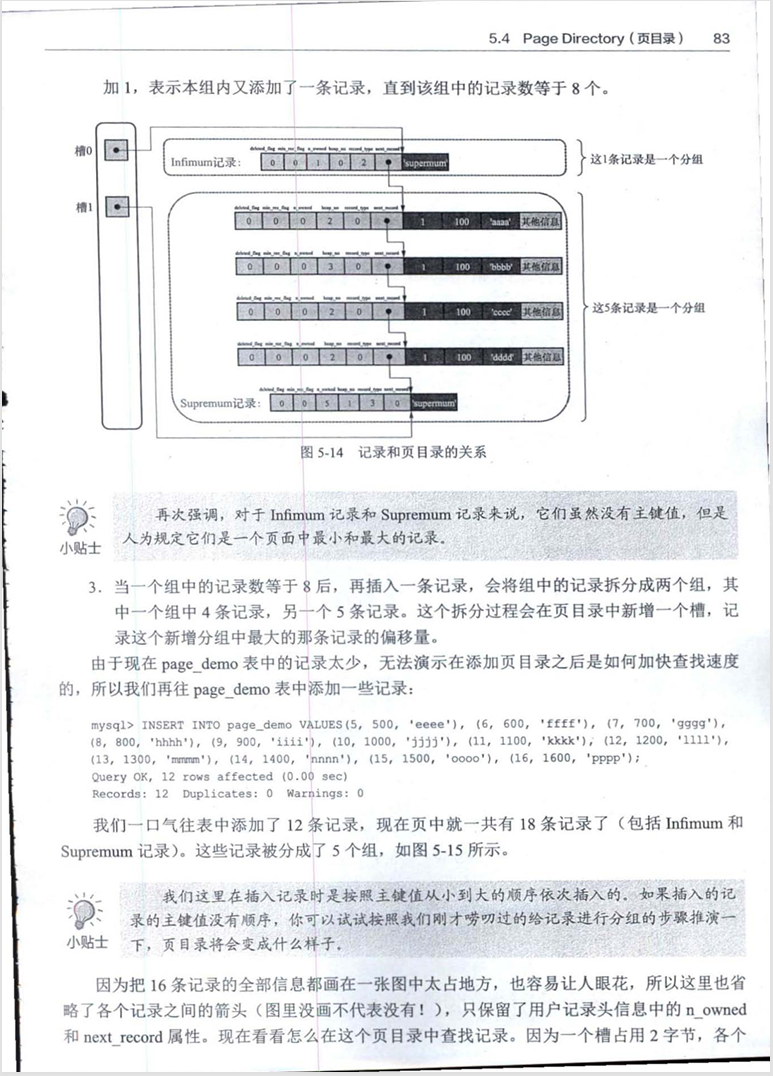 5.4 Page Directory（页目录） 83
加 1，表示本组内又添加了一条记录，直到该组中的记录数等于 8 个。
槽0
deleted_flag min_rec_flag n_owned heap_no record_type next_record
Infimum记录： 0 0 1 0 2 'supermum'
这1条记录是一个分组
槽1
deleted_flag min_rec_flag n_owned heap_no record_type next_record
0 0 0 2 0 1 100 'aaaa' 其他信息
deleted_flag min_rec_flag n_owned heap_no record_type next_record
0 0 0 3 0 1 100 'bbbb' 其他信息
deleted_flag min_rec_flag n_owned heap_no record_type next_record
0 0 0 2 0 1 100 'cccc' 其他信息
这5条记录是一个分组
deleted_flag min_rec_flag n_owned heap_no record_type next_record
0 0 0 2 0 1 100 'dddd' 其他信息
deleted_flag min_rec_flag n_owned heap_no record_type next_record
Supremum记录： 0 0 5 1 3 0 'supermum'
图 5-14 记录和页目录的关系
再次强调，对于 Infimum 记录和 Supremum 记录来说，它们虽然没有主键值，但是
人为规定它们是一个页面中最小和最大的记录。
小贴士
3. 当一个组中的记录数等于 8 后，再插入一条记录，会将组中的记录拆分成两个组，其
中一个组中 4 条记录，另一个 5 条记录。这个拆分过程会在页目录中新增一个槽，记
录这个新增分组中最大的那条记录的偏移量。
由于现在 page_demo 表中的记录太少，无法演示在添加页目录之后是如何加快查找速度
的，所以我们再往 page_demo 表中添加一些记录：
mysql> INSERT INTO page_demo VALUES(5, 500, 'eeee'), (6, 600, 'ffff'), (7, 700, 'gggg'),
(8, 800, 'hhhh'), (9, 900, 'iiii'), (10, 1000, 'jjjj'), (11, 1100, 'kkkk'), (12, 1200, 'llll'),
(13, 1300, 'mmmm'), (14, 1400, 'nnnn'), (15, 1500, 'oooo'), (16, 1600, 'pppp');
Query OK, 12 rows affected (0.00 sec)
Records: 12 Duplicates: 0 Warnings: 0
我们一口气往表中添加了 12 条记录，现在页中就一共有 18 条记录了（包括 Infimum 和
Supremum 记录）。这些记录被分成了 5 个组，如图 5-15 所示。
我们这里在插入记录时是按照主键值从小到大的顺序依次插入的。如果插入的记
录的主键值没有顺序，你可以试试按照我们刚才唠叨过的给记录进行分组的步骤推演一
下，页目录将会变成什么样子。
小贴士
因为把 16 条记录的全部信息都画在一张图中太占地方，也容易让人眼花，所以这里也省
略了各个记录之间的箭头（图里没画不代表没有！），只保留了用户记录头信息中的 n_owned
和 next_record 属性。现在看看怎么在这个页目录中查找记录。因为一个槽占用 2 字节，各个